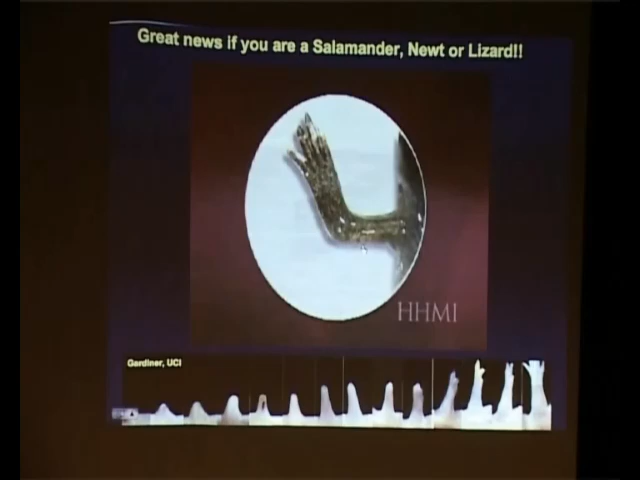 Great news if you are a Salamander, Newt or Lizard!!
HHMI
Gardiner, UCI